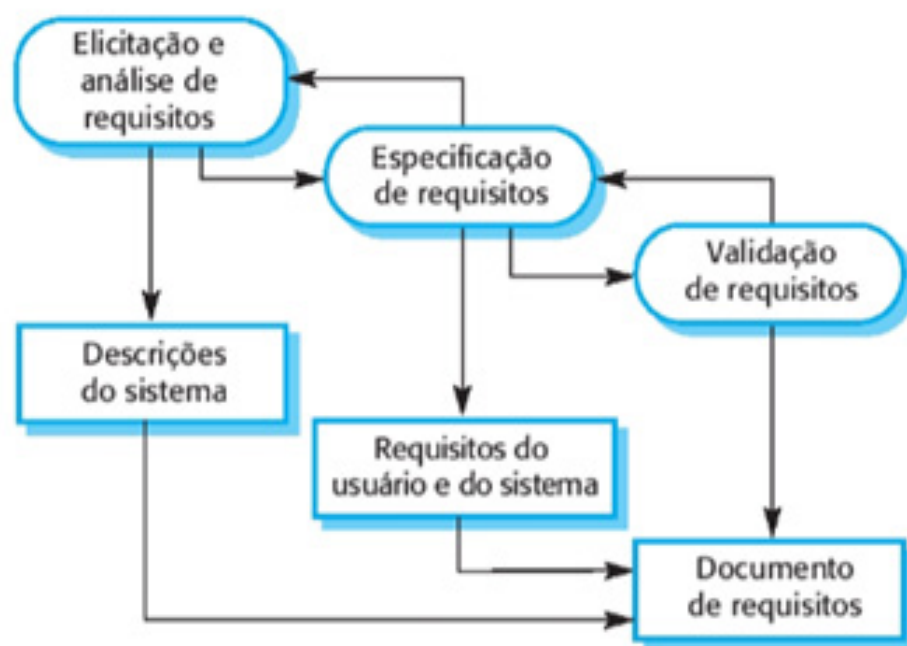 Elicitação e
análise de
requisitos
Especificação
de requisitos
Validação
de requisitos
Descrições
do sistema
Requisitos do
usuário e do sistema
Documento
de requisitos